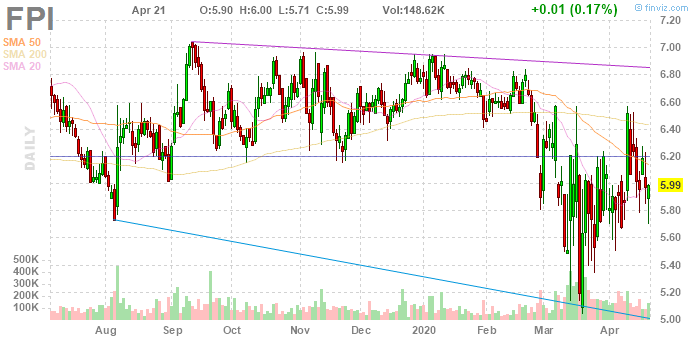 FPI
Apr 21 O:5.90 H:6.00 L:5.71 C:5.99 Vol:148.62K +0.01 (0.17%)
© finviz.com
SMA 50
SMA 200
SMA 20
DAILY
7.20
7.00
6.80
6.60
6.40
6.20
5.99
5.80
5.60
5.40
5.20
5.00
500K
400K
300K
200K
100K
Aug Sep Oct Nov Dec 2020 Feb Mar Apr